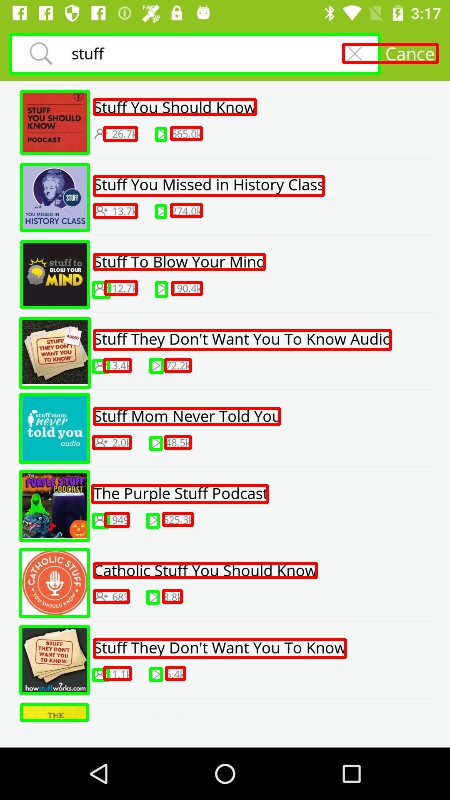 3:17
stuff
Cance
STUFF
YOU SHOULD
KNOW
PODCAST
Stuff You Should Know
26.7k
565.0k
STUFF
YOU MISSED IN
HISTORY CLASS
Stuff You Missed in History Class
13.7k
274.0k
stuff to
BLOW YOUR
MIND
Stuff To Blow Your Mind
12.7k
190.4k
AUDIO
STUFF
THEY DON'T
WANT YOU
TO KNOW
Stuff They Don't Want You To Know Audio
3.4k
72.2k
stuff mom
never
told you
audio
Stuff Mom Never Told You
2.0k
48.5k
THE
PURPLE STUFF
PODCAST
The Purple Stuff Podcast
949
525.3k
CATHOLIC STUFF
YOU SHOULD KNOW
Catholic Stuff You Should Know
681
STUFF
THEY DON'T
WANT YOU
TO KNOW
howstuffworks.com
Stuff They Don't Want You To Know
1.1k
5.4k
THE